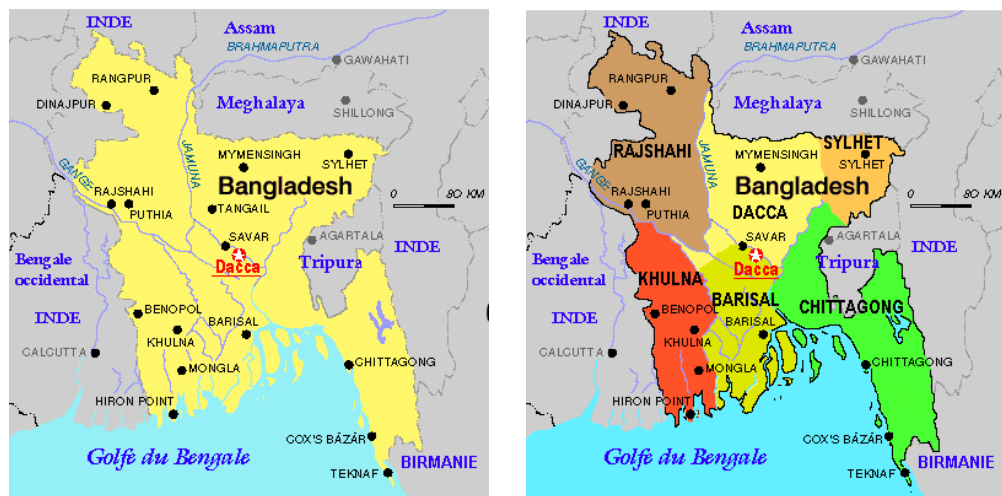 INDE
Assam
BRAHMAPUTRA
GAWAHATI
RANGPUR
DINAJPUR
Meghalaya
SHILLONG
JAMUNA
SYLHET
MYMENSINGH
GANGE
Bangladesh
RAJSHAHI
PUTHIA
TANGAIL
0 80 KM
SAVAR
AGARTALA
INDE
Bengale
occidental
Dacca
Tripura
INDE
BENOPOL
KHULNA
BARISAL
CALCUTTA
MONGLA
CHITTAGONG
HIRON POINT
COX'S BÁZÁR
Golfe du Bengale
BIRMANIE
TEKNAF
INDE
Assam
BRAHMAPUTRA
GAWAHATI
RANGPUR
DINAJPUR
Meghalaya
SHILLONG
JAMUNA
SYLHET
RAJSHAHI
MYMENSINGH
SYLHET
GANGE
Bangladesh
RAJSHAHI
PUTHIA
DACCA
0 80 KM
SAVAR
AGARTALA
INDE
Bengale
occidental
Dacca
Tripura
KHULNA
BARISAL
CHITTAGONG
INDE
BENOPOL
KHULNA
BARISAL
CALCUTTA
MONGLA
CHITTAGONG
HIRON POINT
COX'S BÁZÁR
Golfe du Bengale
BIRMANIE
TEKNAF